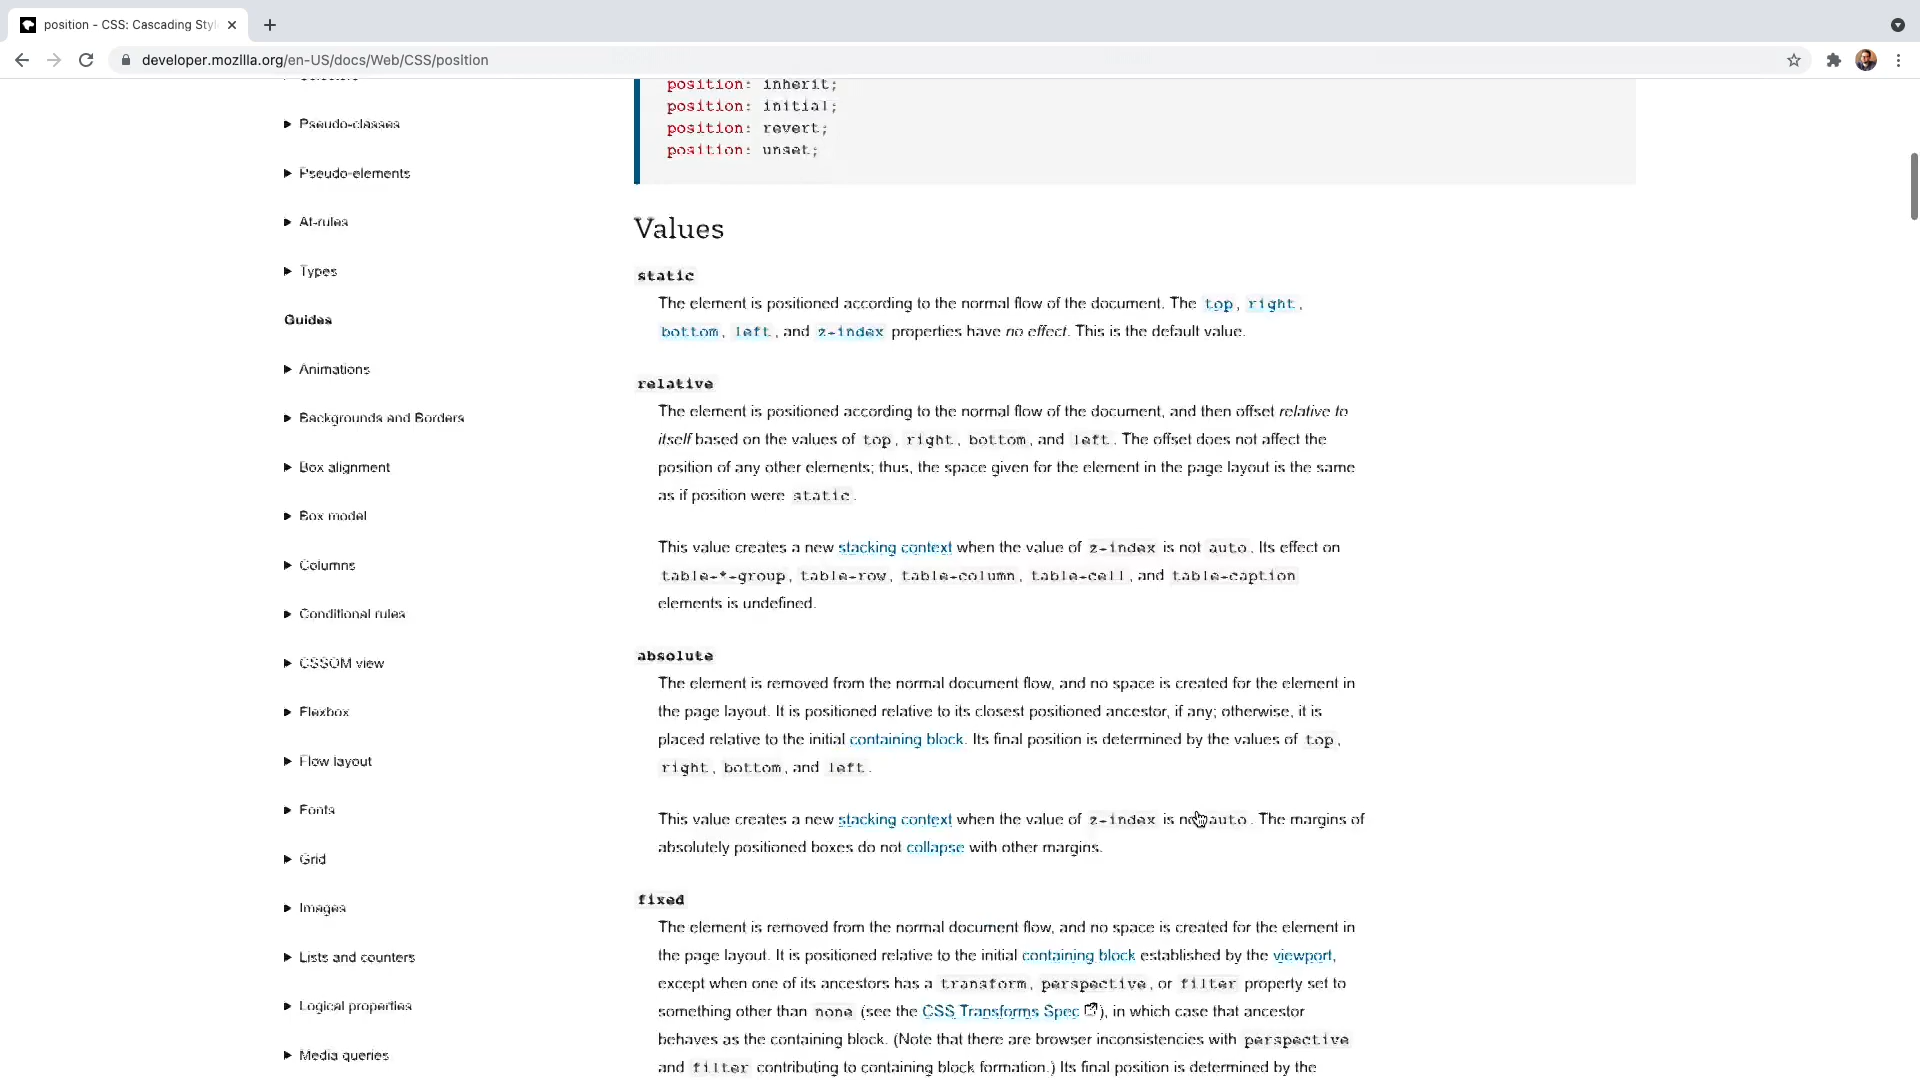 position - CSS: Cascading Styl
developer.mozilla.org/en-US/docs/Web/CSS/position
Pseudo-classes
Pseudo-elements
At-rules
Types
Guides
Animations
Backgrounds and Borders
Box alignment
Box model
Columns
Conditional rules
CSSOM view
Flexbox
Flow layout
Fonts
Grid
Images
Lists and counters
Logical properties
Media queries
position: inherit;
position: initial;
position: revert;
position: unset;
Values
static
The element is positioned according to the normal flow of the document. The top, right,
bottom, left, and z-index properties have no effect. This is the default value.
relative
The element is positioned according to the normal flow of the document, and then offset relative to
itself based on the values of top, right, bottom, and left. The offset does not affect the
position of any other elements; thus, the space given for the element in the page layout is the same
as if position were static.
This value creates a new stacking context when the value of z-index is not auto. Its effect on
table-*-group, table-row, table-column, table-cell, and table-caption
elements is undefined.
absolute
The element is removed from the normal document flow, and no space is created for the element in
the page layout. It is positioned relative to its closest positioned ancestor, if any; otherwise, it is
placed relative to the initial containing block. Its final position is determined by the values of top,
right, bottom, and left.
This value creates a new stacking context when the value of z-index is not auto. The margins of
absolutely positioned boxes do not collapse with other margins.
fixed
The element is removed from the normal document flow, and no space is created for the element in
the page layout. It is positioned relative to the initial containing block established by the viewport,
except when one of its ancestors has a transform, perspective, or filter property set to
something other than none (see the CSS Transforms Spec), in which case that ancestor
behaves as the containing block. (Note that there are browser inconsistencies with perspective
and filter contributing to containing block formation.) Its final position is determined by the